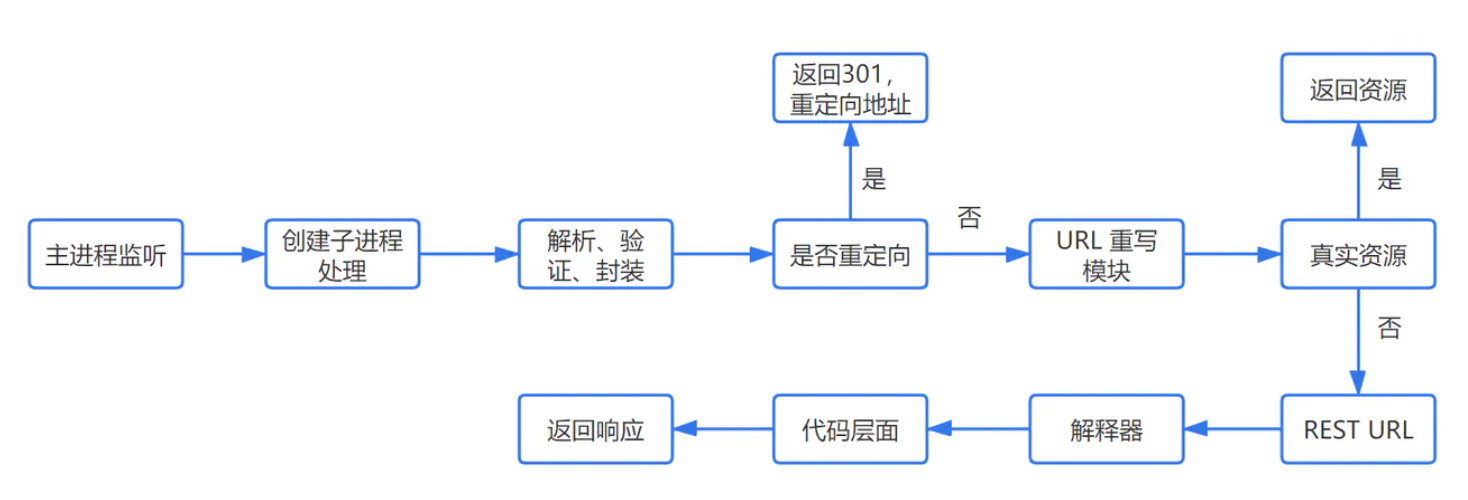 返回301，
重定向地址
返回资源
是
是
主进程监听
创建子进程
处理
解析、验
证、封装
是否重定向
否
URL 重写
模块
真实资源
否
返回响应
代码层面
解释器
REST URL